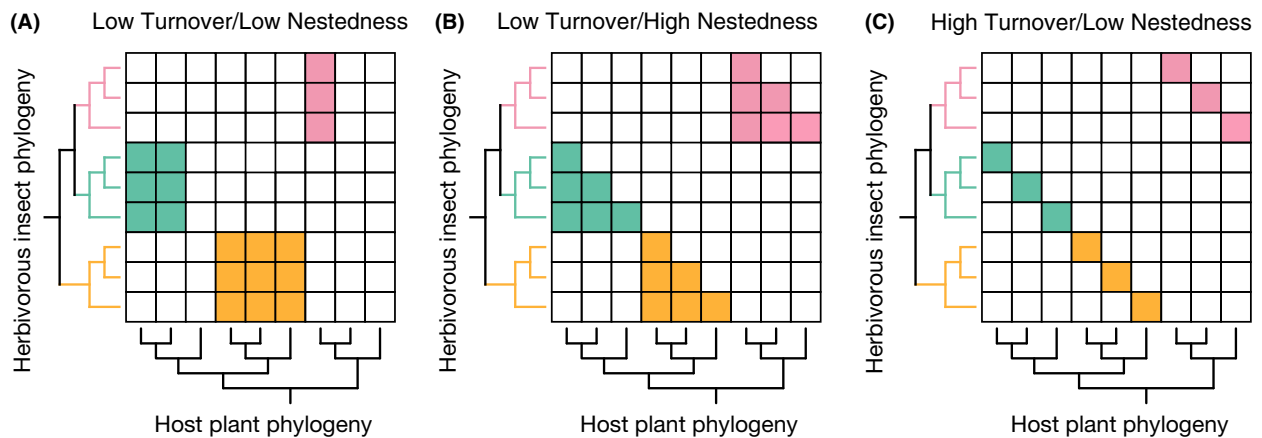 (A) Low Turnover/Low Nestedness
Herbivorous insect phylogeny
Host plant phylogeny
(B) Low Turnover/High Nestedness
Herbivorous insect phylogeny
Host plant phylogeny
(C) High Turnover/Low Nestedness
Herbivorous insect phylogeny
Host plant phylogeny